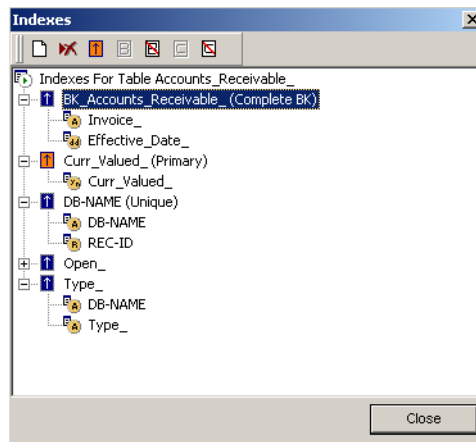 Indexes
Indexes For Table Accounts_Receivable_
BK_Accounts_Receivable_ (Complete BK)
Invoice_
Effective_Date_
Curr_Valued_ (Primary)
Curr_Valued_
DB-NAME (Unique)
DB-NAME
REC-ID
Open_
Type_
DB-NAME
Type_
Close